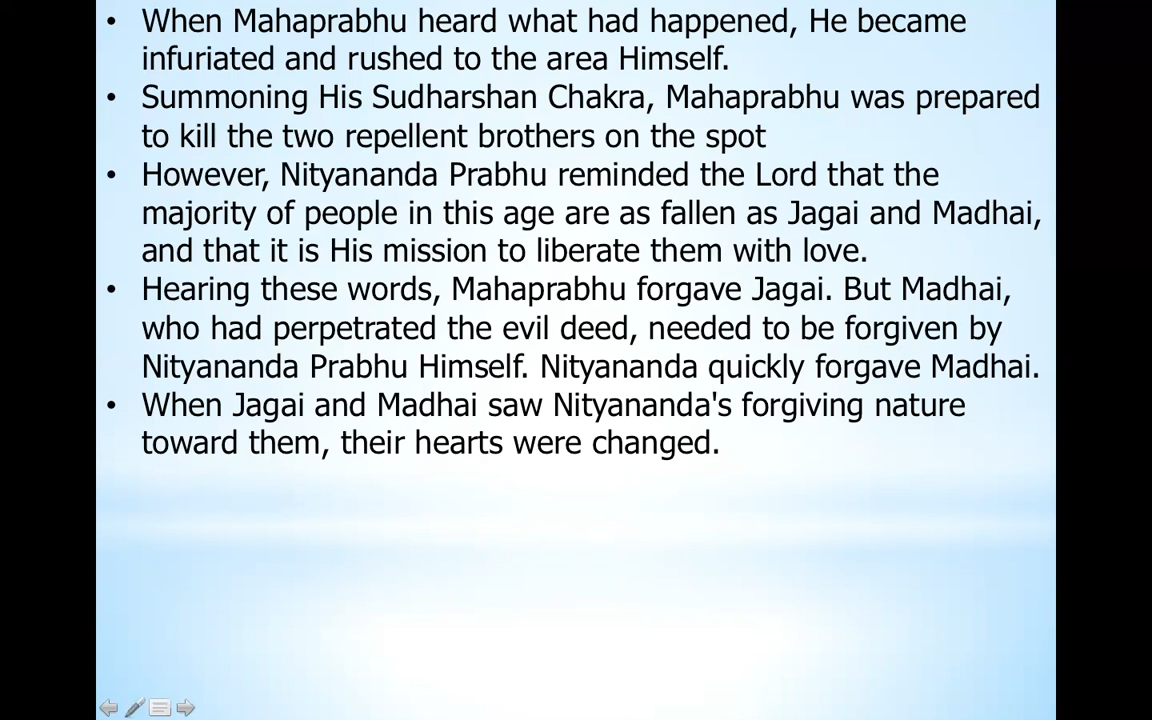 • When Mahaprabhu heard what had happened, He became
infuriated and rushed to the area Himself.
• Summoning His Sudharshan Chakra, Mahaprabhu was prepared
to kill the two repellent brothers on the spot
• However, Nityananda Prabhu reminded the Lord that the
majority of people in this age are as fallen as Jagai and Madhai,
and that it is His mission to liberate them with love.
• Hearing these words, Mahaprabhu forgave Jagai. But Madhai,
who had perpetrated the evil deed, needed to be forgiven by
Nityananda Prabhu Himself. Nityananda quickly forgave Madhai.
• When Jagai and Madhai saw Nityananda's forgiving nature
toward them, their hearts were changed.